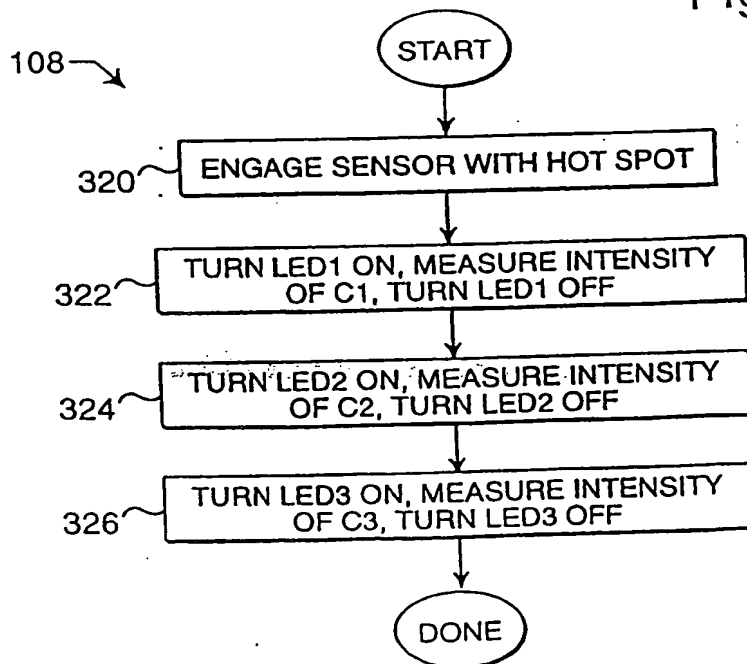 Fig
START
108
ENGAGE SENSOR WITH HOT SPOT
320
TURN LED1 ON, MEASURE INTENSITY
OF C1, TURN LED1 OFF
322
TURN LED2 ON, MEASURE INTENSITY
OF C2, TURN LED2 OFF
324
TURN LED3 ON, MEASURE INTENSITY
OF C3, TURN LED3 OFF
326
DONE